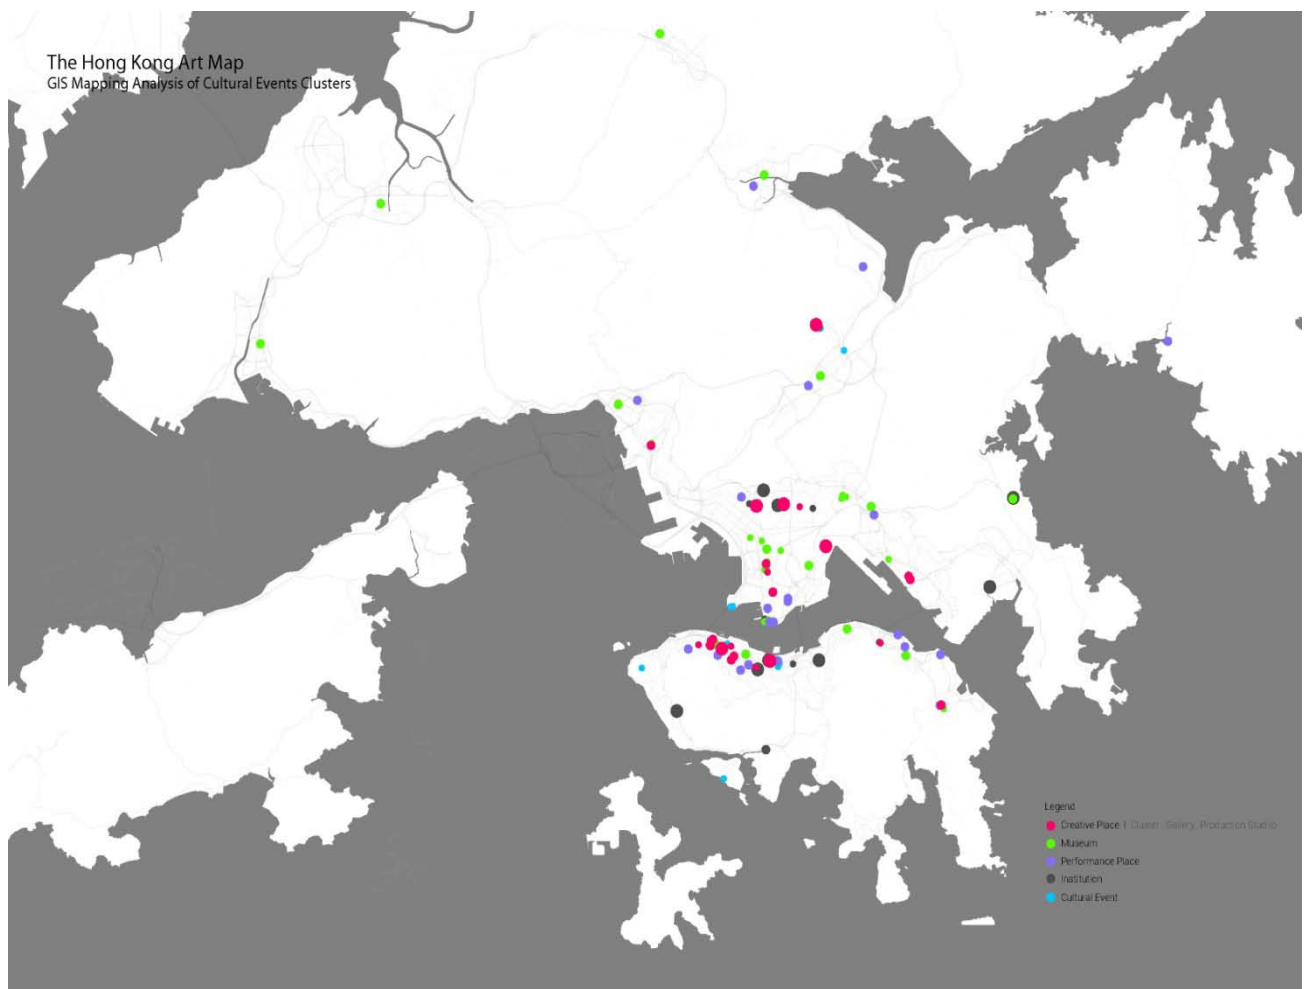 The Hong Kong Art Map
GIS Mapping Analysis of Cultural Events Clusters
Legend
Creative Place | Cluster, Gallery, Production Studio
Museum
Performance Place
Institution
Cultural Event